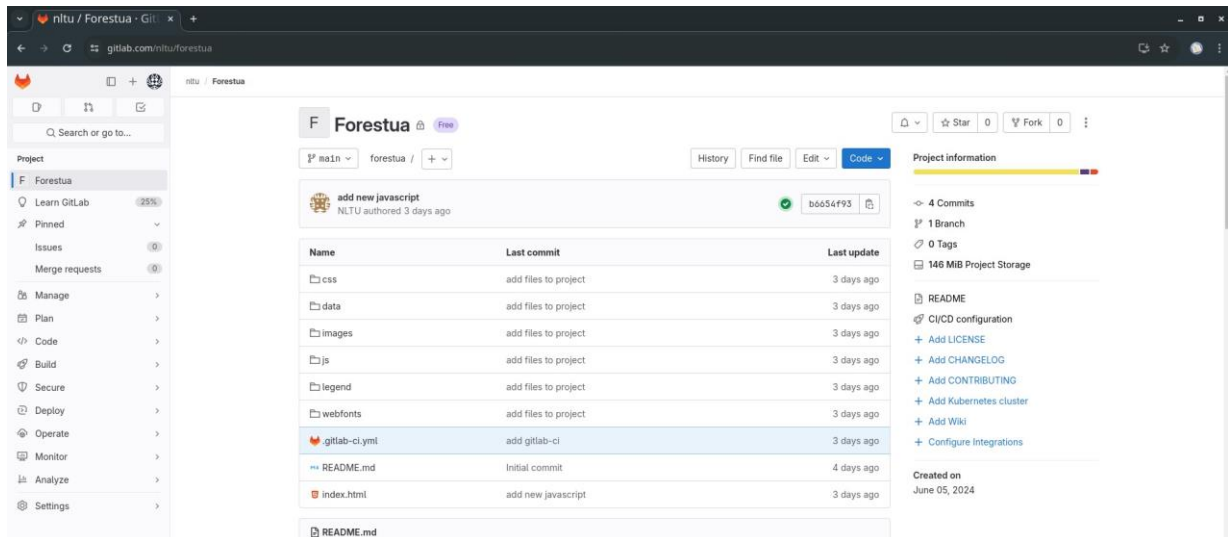 nltu / Forestua · Git
gitlab.com/nltu/forestua
nltu / Forestua
Search or go to...
Project
F Forestua
Learn GitLab 25%
Pinned
Issues 0
Merge requests 0
Manage
Plan
Code
Build
Secure
Deploy
Operate
Monitor
Analyze
Settings
F Forestua Free
Star 0 Fork 0
main forestua / + History Find file Edit Code
add new javascript
NLTU authored 3 days ago
b6654f93
Name Last commit Last update
css add files to project 3 days ago
data add files to project 3 days ago
images add files to project 3 days ago
js add files to project 3 days ago
legend add files to project 3 days ago
webfonts add files to project 3 days ago
.gitlab-ci.yml add gitlab-ci 3 days ago
README.md Initial commit 4 days ago
index.html add new javascript 3 days ago
README.md
Project information
4 Commits
1 Branch
0 Tags
146 MiB Project Storage
README
CI/CD configuration
+ Add LICENSE
+ Add CHANGELOG
+ Add CONTRIBUTING
+ Add Kubernetes cluster
+ Add Wiki
+ Configure Integrations
Created on
June 05, 2024